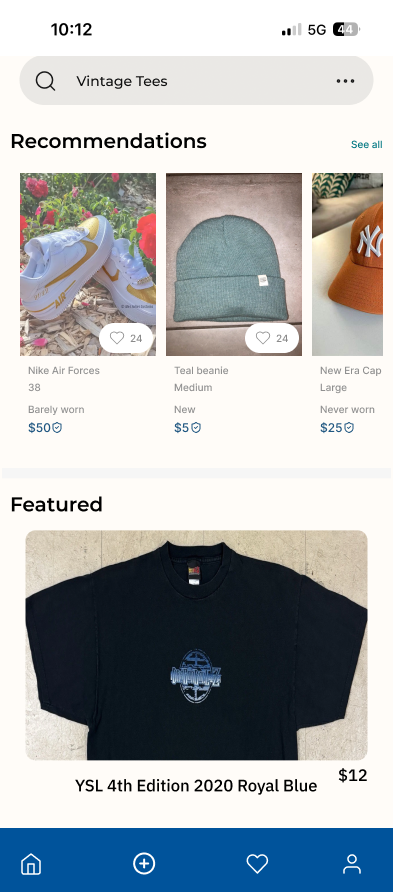 10:12
5G
44
Vintage Tees
Recommendations
See all
24
24
NY
Nike Air Forces
38
Barely worn
$50
Teal beanie
Medium
New
$5
New Era Cap
Large
Never worn
$25
Featured
YSL 4th Edition 2020 Royal Blue
$12